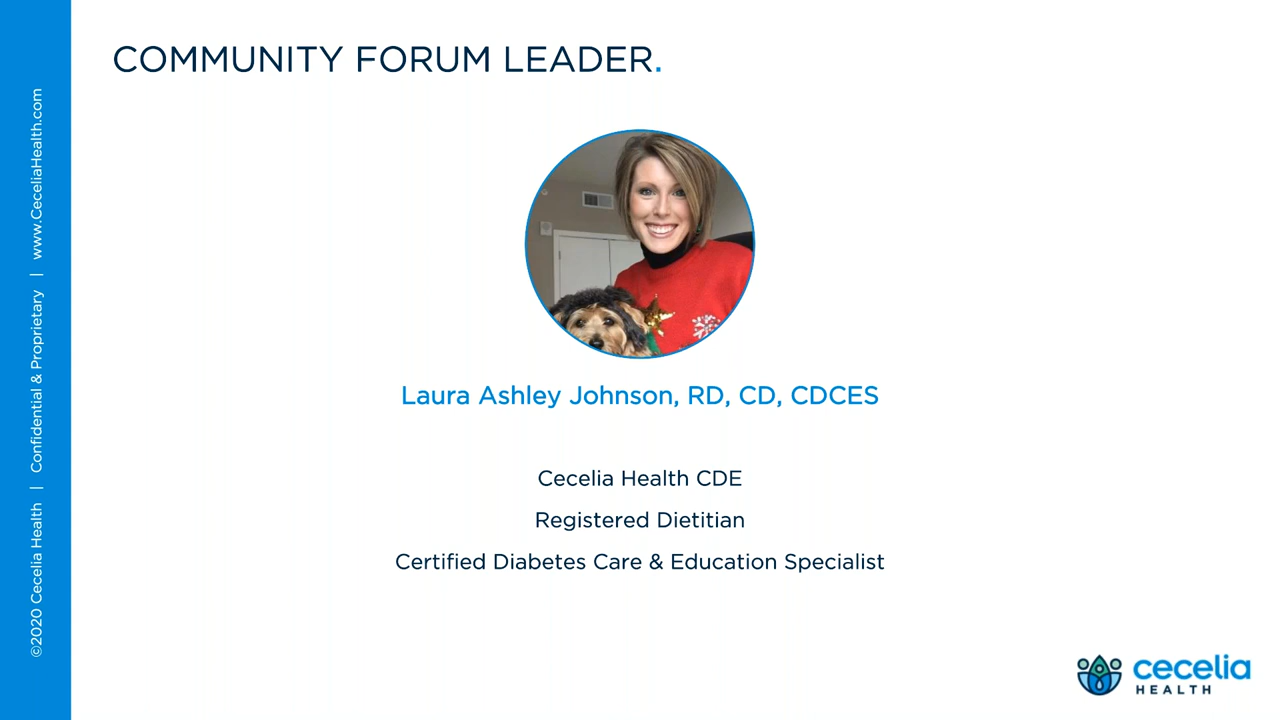 COMMUNITY FORUM LEADER.
Laura Ashley Johnson, RD, CD, CDCES
Cecelia Health CDE
Registered Dietitian
Certified Diabetes Care & Education Specialist
©2020 Cecelia Health | Confidential & Proprietary | www.CeceliaHealth.com
cecelia
HEALTH